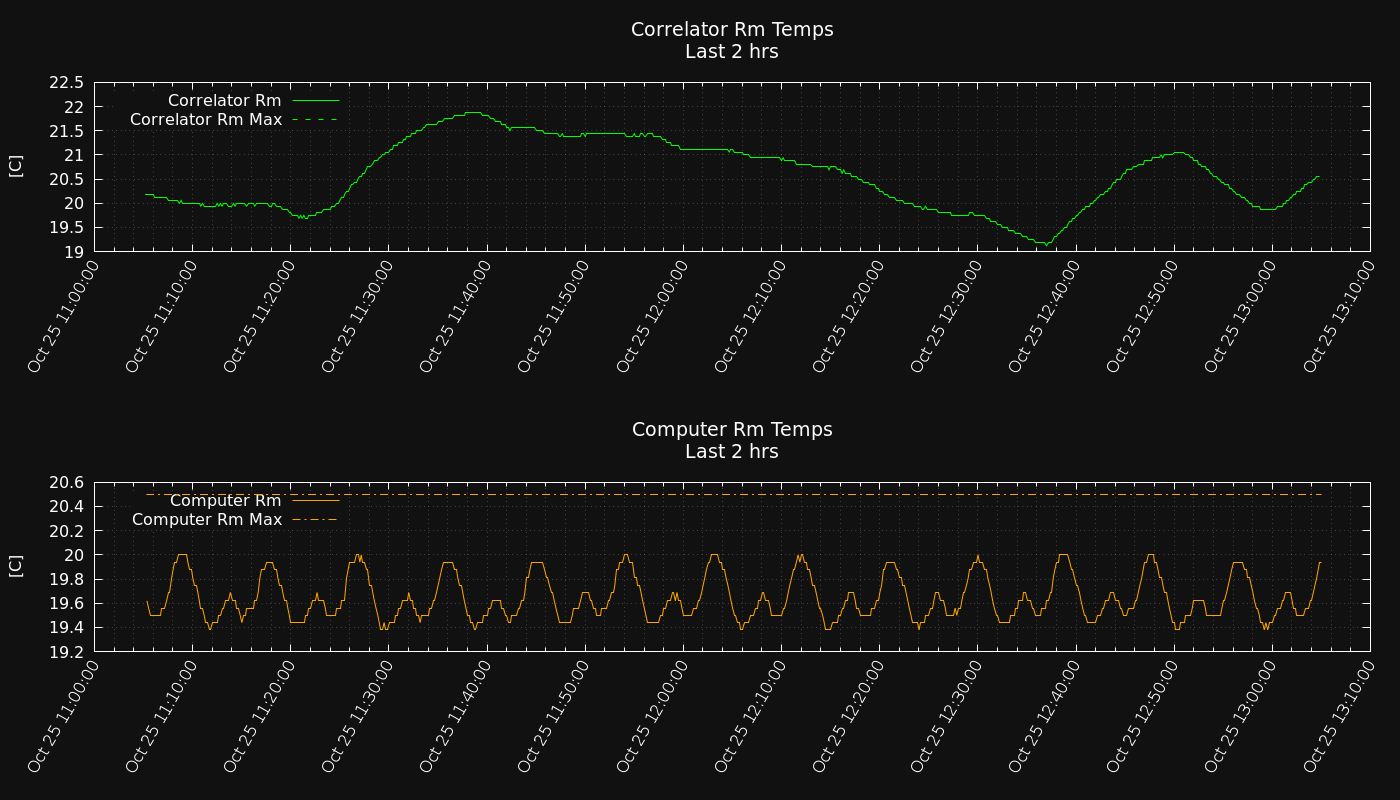 Correlator Rm Temps
Last 2 hrs
22.5
22
21.5
21
20.5
20
19.5
19
[C]
Correlator Rm
Correlator Rm Max
Oct 25 11:00:00
Oct 25 11:10:00
Oct 25 11:20:00
Oct 25 11:30:00
Oct 25 11:40:00
Oct 25 11:50:00
Oct 25 12:00:00
Oct 25 12:10:00
Oct 25 12:20:00
Oct 25 12:30:00
Oct 25 12:40:00
Oct 25 12:50:00
Oct 25 13:00:00
Oct 25 13:10:00
Computer Rm Temps
Last 2 hrs
20.6
20.4
20.2
20
19.8
19.6
19.4
19.2
[C]
Computer Rm
Computer Rm Max
Oct 25 11:00:00
Oct 25 11:10:00
Oct 25 11:20:00
Oct 25 11:30:00
Oct 25 11:40:00
Oct 25 11:50:00
Oct 25 12:00:00
Oct 25 12:10:00
Oct 25 12:20:00
Oct 25 12:30:00
Oct 25 12:40:00
Oct 25 12:50:00
Oct 25 13:00:00
Oct 25 13:10:00